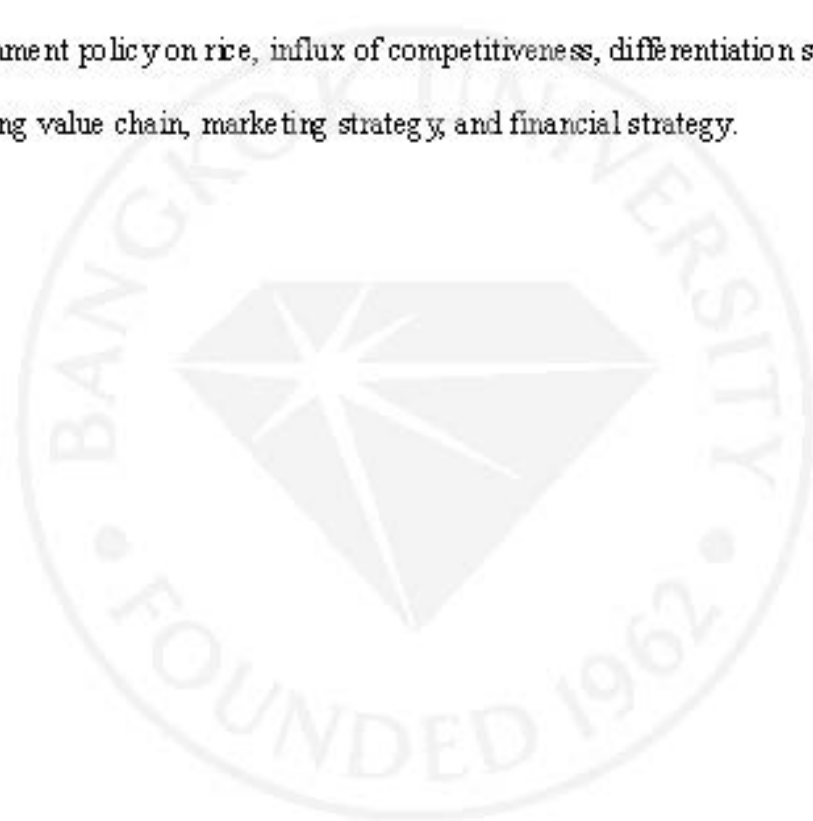 nment policy on rice, influx of competitiveness, differentiation s
ng value chain, marketing strategy, and financial strategy.
BANGKOK UNIVERSITY
FOUNDED 1962